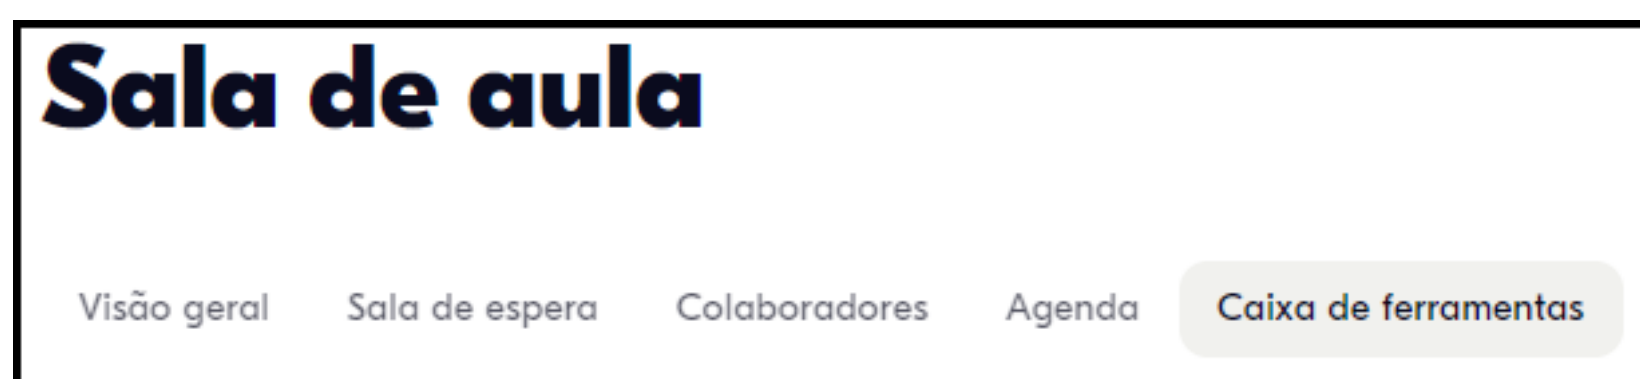 Sala de aula
Visão geral Sala de espera Colaboradores Agenda Caixa de ferramentas